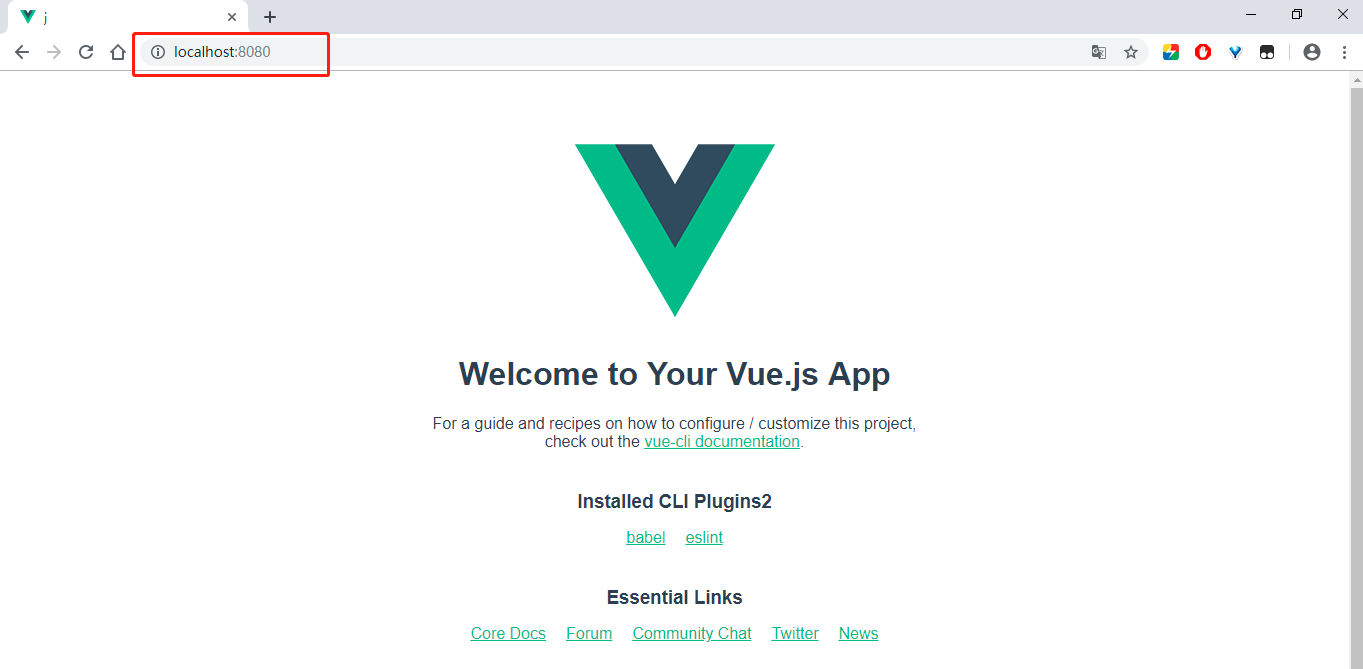 j
localhost:8080
Welcome to Your Vue.js App
For a guide and recipes on how to configure / customize this project,
check out the vue-cli documentation.
Installed CLI Plugins2
babel eslint
Essential Links
Core Docs Forum Community Chat Twitter News